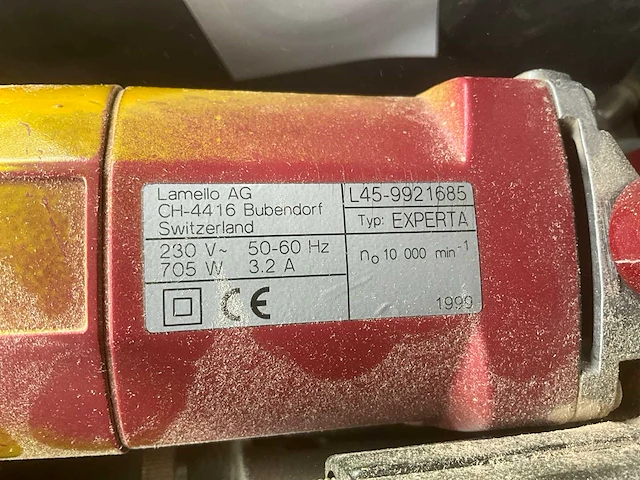 Lamello AG
CH-4416 Bubendorf
Switzerland
L45-9921685
Typ: EXPERTA
230 V~ 50-60 Hz
705 W 3.2 A
n₀ 10 000 min⁻¹
CE
1999